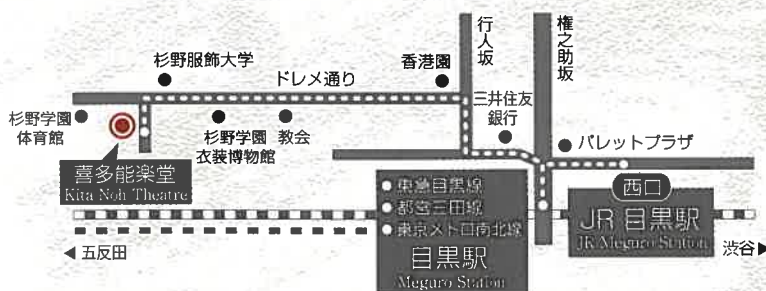 行人坂
権之助坂
杉野服飾大学
ドレメ通り
香港園
杉野学園
体育館
杉野学園
衣装博物館
教会
三井住友
銀行
パレットプラザ
喜多能楽堂
Kita Noh Theatre
東急目黒線
都営三田線
東京メトロ南北線
目黒駅
Meguro Station
西口
JR 目黒駅
JR Meguro Station
五反田
渋谷